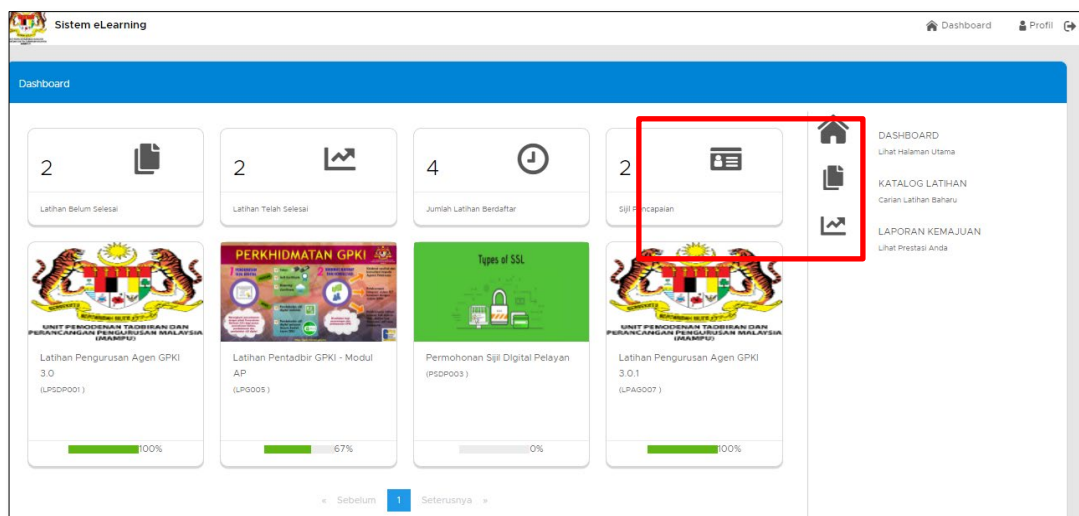 Sistem eLearning
Dashboard
Profil
Dashboard
2
Latihan Belum Selesai
2
Latihan Telah Selesai
4
Jumlah Latihan Berdaftar
2
Sijil Pencapaian
DASHBOARD
Lihat Halaman Utama
KATALOG LATIHAN
Carian Latihan Baharu
LAPORAN KEMAJUAN
Lihat Prestasi Anda
UNIT PEMODENAN TADBIRAN DAN
PERANCANGAN PENGURUSAN MALAYSIA
(MAMPU)
Latihan Pengurusan Agen GPKI
3.0
(LPSDP001 )
100%
PERKHIDMATAN GPKI
Latihan Pentadbir GPKI - Modul
AP
(LPG005 )
67%
Types of SSL
Permohonan Sijil DIgital Pelayan
(PSDP003 )
0%
UNIT PEMODENAN TADBIRAN DAN
PERANCANGAN PENGURUSAN MALAYSIA
(MAMPU)
Latihan Pengurusan Agen GPKI
3.0.1
(LPAG007 )
100%
« Sebelum 1 Seterusnya »